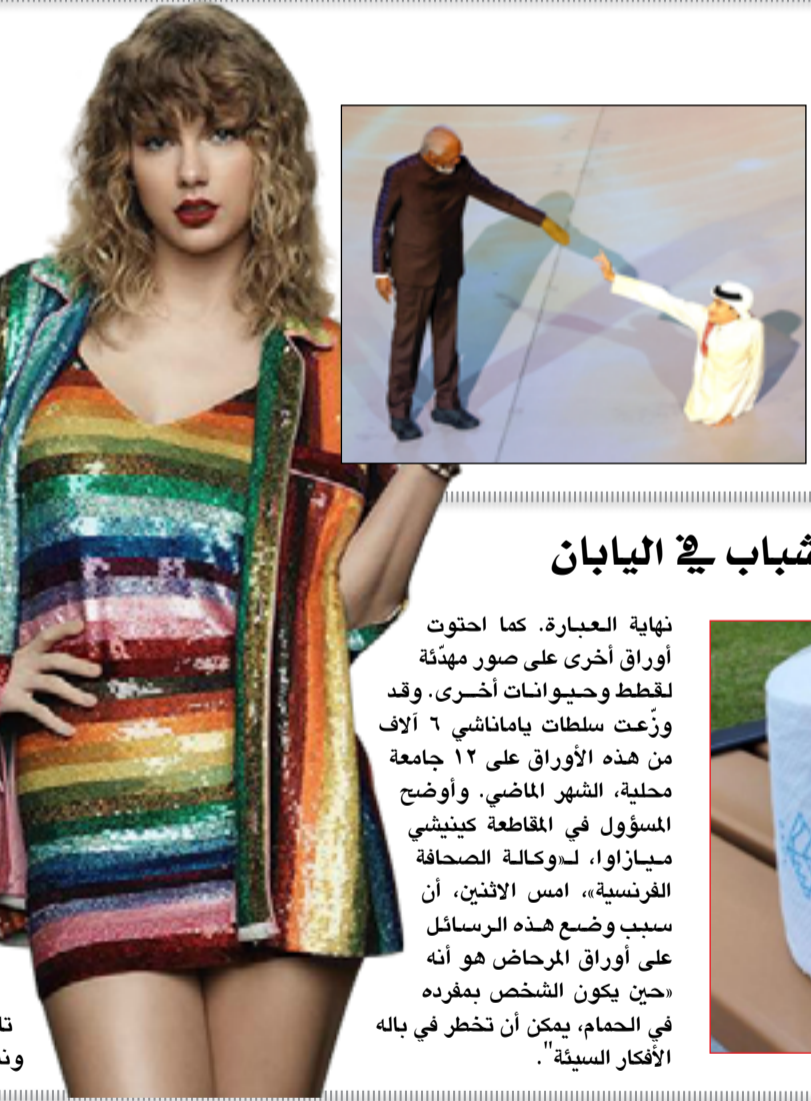 شباب في اليابان
نهاية العبارة. كما احتوت
أوراق أخرى على صور مهدّئة
لقطط وحيوانات أخرى. وقد
وزّعت سلطات ياماناشي ٦ آلاف
من هذه الأوراق على ١٢ جامعة
محلية، الشهر الماضي. وأوضح
المسؤول في المقاطعة كينيشي
ميازاوا، لـ«وكالة الصحافة
الفرنسية»، امس الاثنين، أن
سبب وضع هذه الرسائل
على أوراق المرحاض هو أنه
«حين يكون الشخص بمفرده
في الحمام، يمكن أن تخطر في باله
الأفكار السيئة".